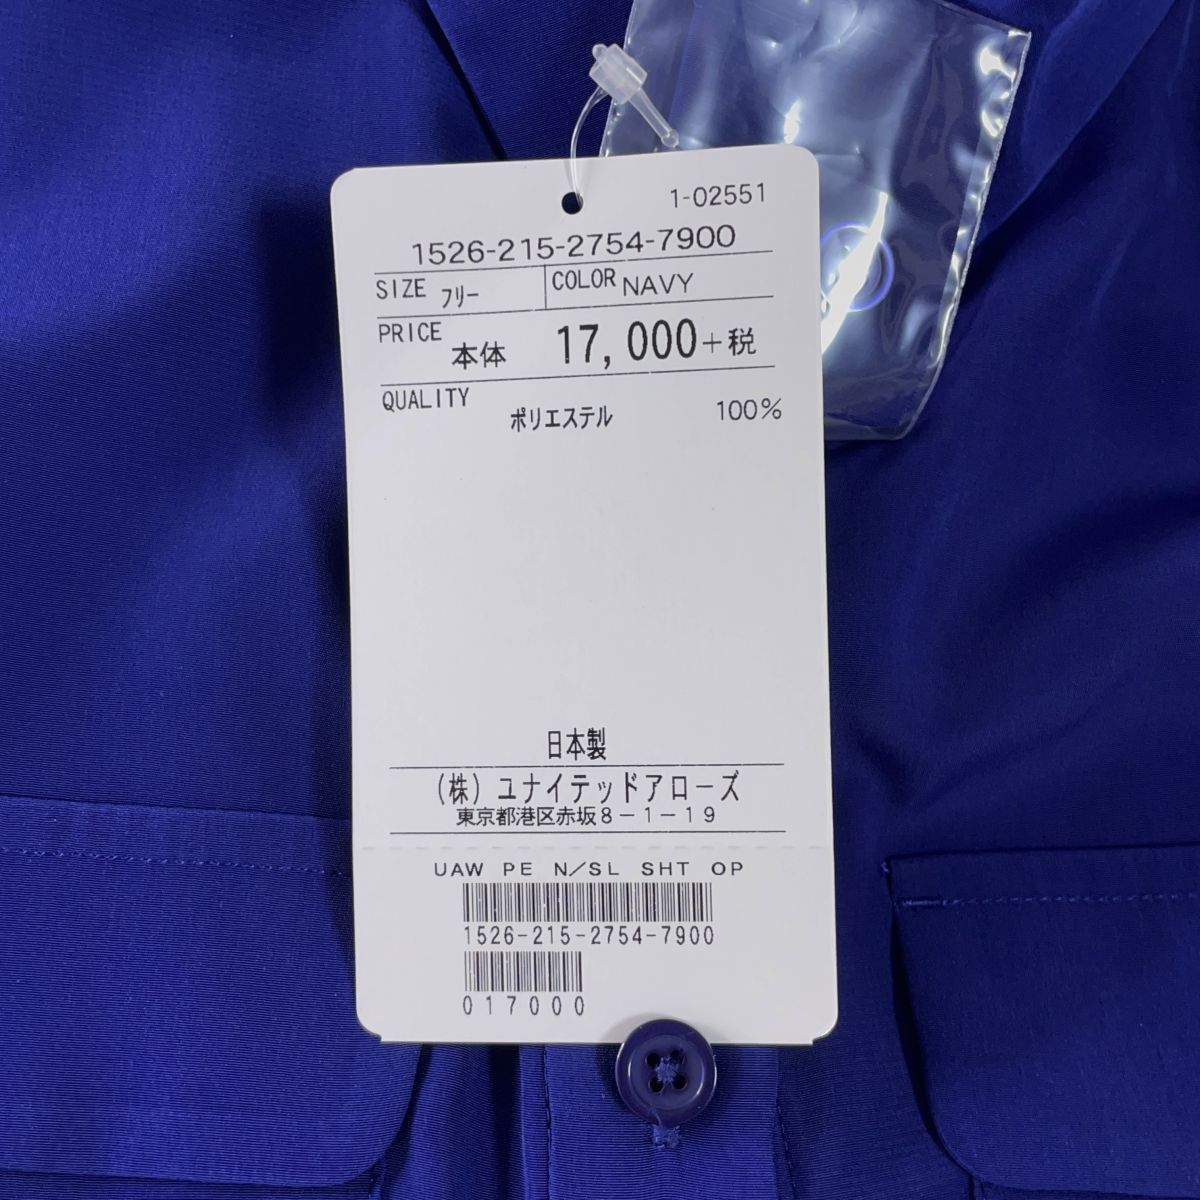 1-02551
1526-215-2754-7900
SIZE フリー COLOR NAVY
PRICE 本体 17,000+税
QUALITY
ポリエステル 100%
日本製
(株)ユナイテッドアローズ
東京都港区赤坂8-1-19
UAW PE N/SL SHT OP
1526-215-2754-7900
017000